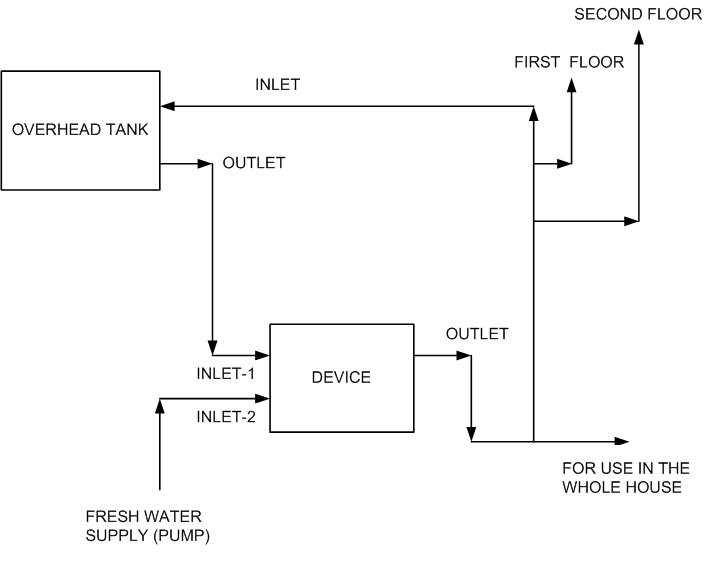 SECOND FLOOR
FIRST FLOOR
INLET
OVERHEAD TANK
OUTLET
OUTLET
INLET-1
DEVICE
INLET-2
FOR USE IN THE
WHOLE HOUSE
FRESH WATER
SUPPLY (PUMP)